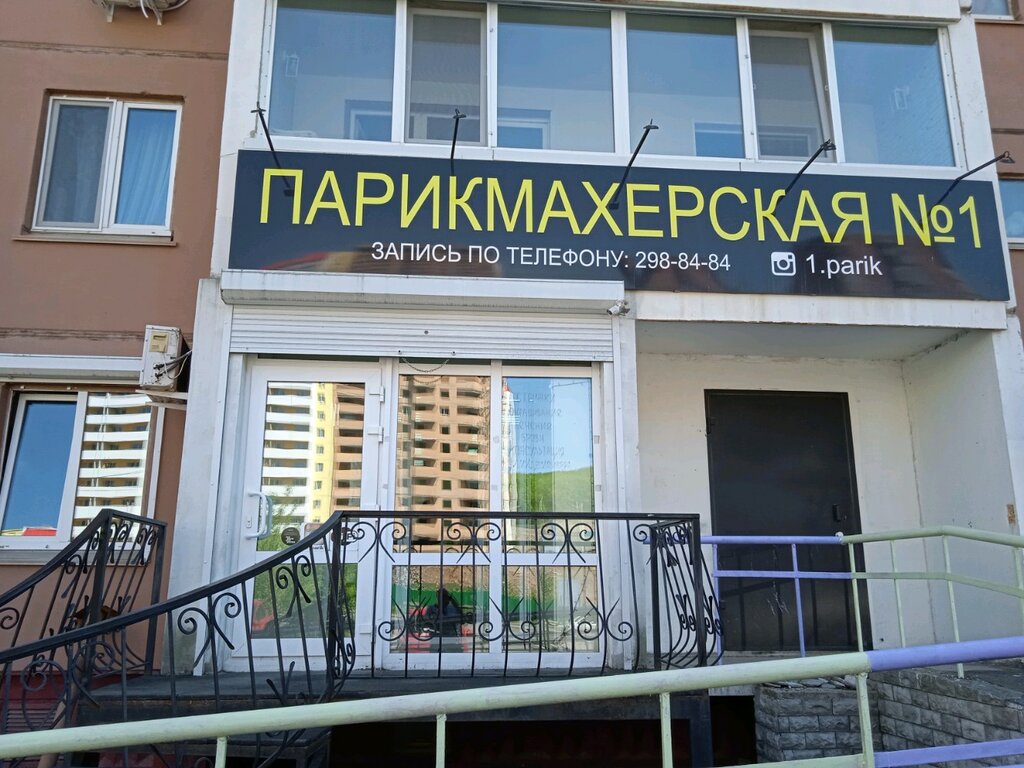 ПАРИКМАХЕРСКАЯ №1
ЗАПИСЬ ПО ТЕЛЕФОНУ: 298-84-84 1.parik